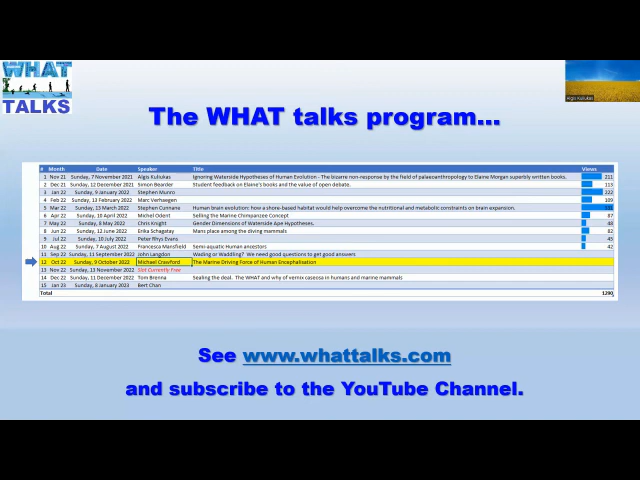 WHAT
TALKS
Algis Kuliukas
The WHAT talks program...
# Month Date Speaker Title Views
1 Nov 21 Sunday, 7 November 2021 Algis Kuliukas Ignoring Waterside Hypotheses of Human Evolution - The bizarre non-response by the field of palaeoanthropology to Elaine Morgan superbly written books. 211
2 Dec 21 Sunday, 12 December 2021 Simon Bearder Student feedback on Elaine's books and the value of open debate. 113
3 Jan 22 Sunday, 9 January 2022 Stephen Munro 222
4 Feb 22 Sunday, 13 February 2022 Marc Verhaegen 109
5 Mar 22 Sunday, 13 March 2022 Stephen Cunnane Human brain evolution: how a shore-based habitat would help overcome the nutritional and metabolic constraints on brain expansion.
6 Apr 22 Sunday, 10 April 2022 Michel Odent Selling the Marine Chimpanzee Concept 87
7 May 22 Sunday, 8 May 2022 Chris Knight Gender Dimensions of Waterside Ape Hypotheses. 48
8 Jun 22 Sunday, 12 June 2022 Erika Schagatay Mans place among the diving mammals 82
9 Jul 22 Sunday, 10 July 2022 Peter Rhys Evans 45
10 Aug 22 Sunday, 7 August 2022 Francesca Mansfield Semi-aquatic Human ancestors 42
11 Sep 22 Sunday, 11 September 2022 John Langdon Wading or Waddling? We need good questions to get good answers
12 Oct 22 Sunday, 9 October 2022 Michael Crawford The Marine Driving Force of Human Encephalisation
13 Nov 22 Sunday, 13 November 2022 Slot Currently Free
14 Dec 22 Sunday, 11 December 2022 Tom Brenna Sealing the deal. The WHAT and why of vernix caseosa in humans and marine mammals
15 Jan 23 Sunday, 8 January 2023 Bert Chan
Total 1290
See www.whattalks.com
and subscribe to the YouTube Channel.